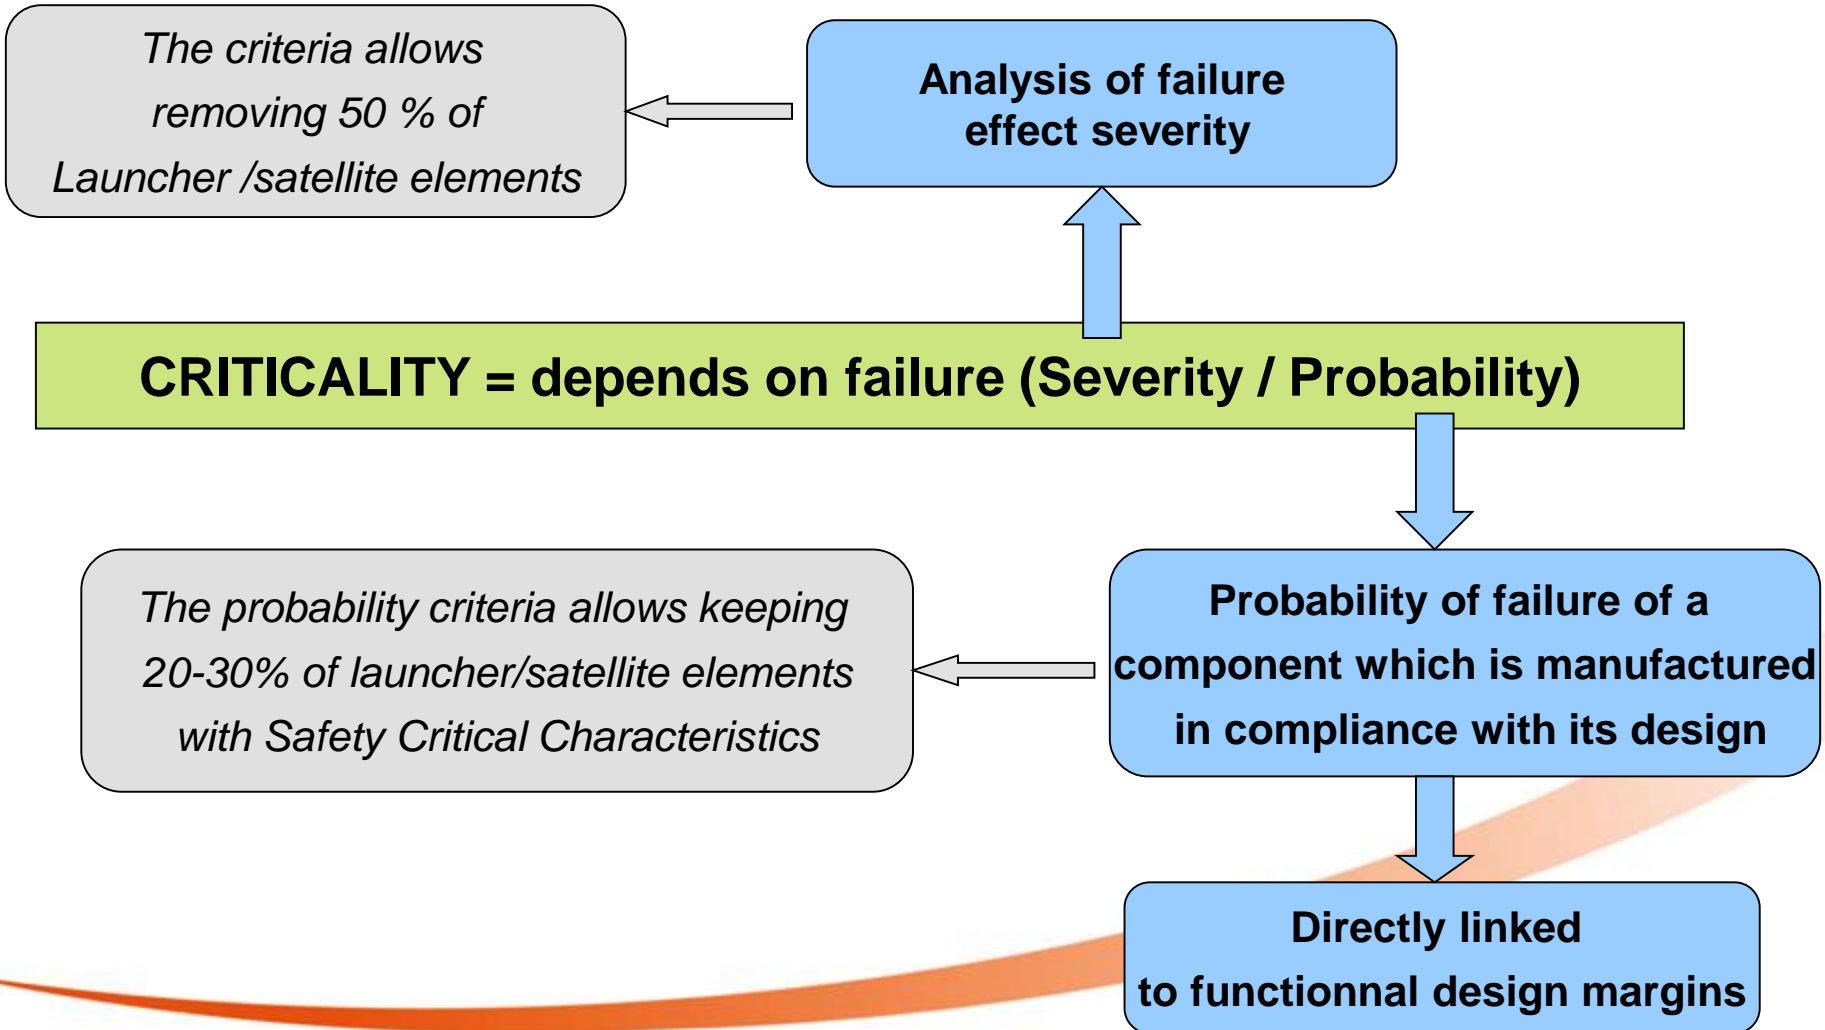 The criteria allows
removing 50 % of
Launcher /satellite elements
Analysis of failure
effect severity
CRITICALITY = depends on failure (Severity / Probability)
The probability criteria allows keeping
20-30% of launcher/satellite elements
with Safety Critical Characteristics
Probability of failure of a
component which is manufactured
in compliance with its design
Directly linked
to functionnal design margins